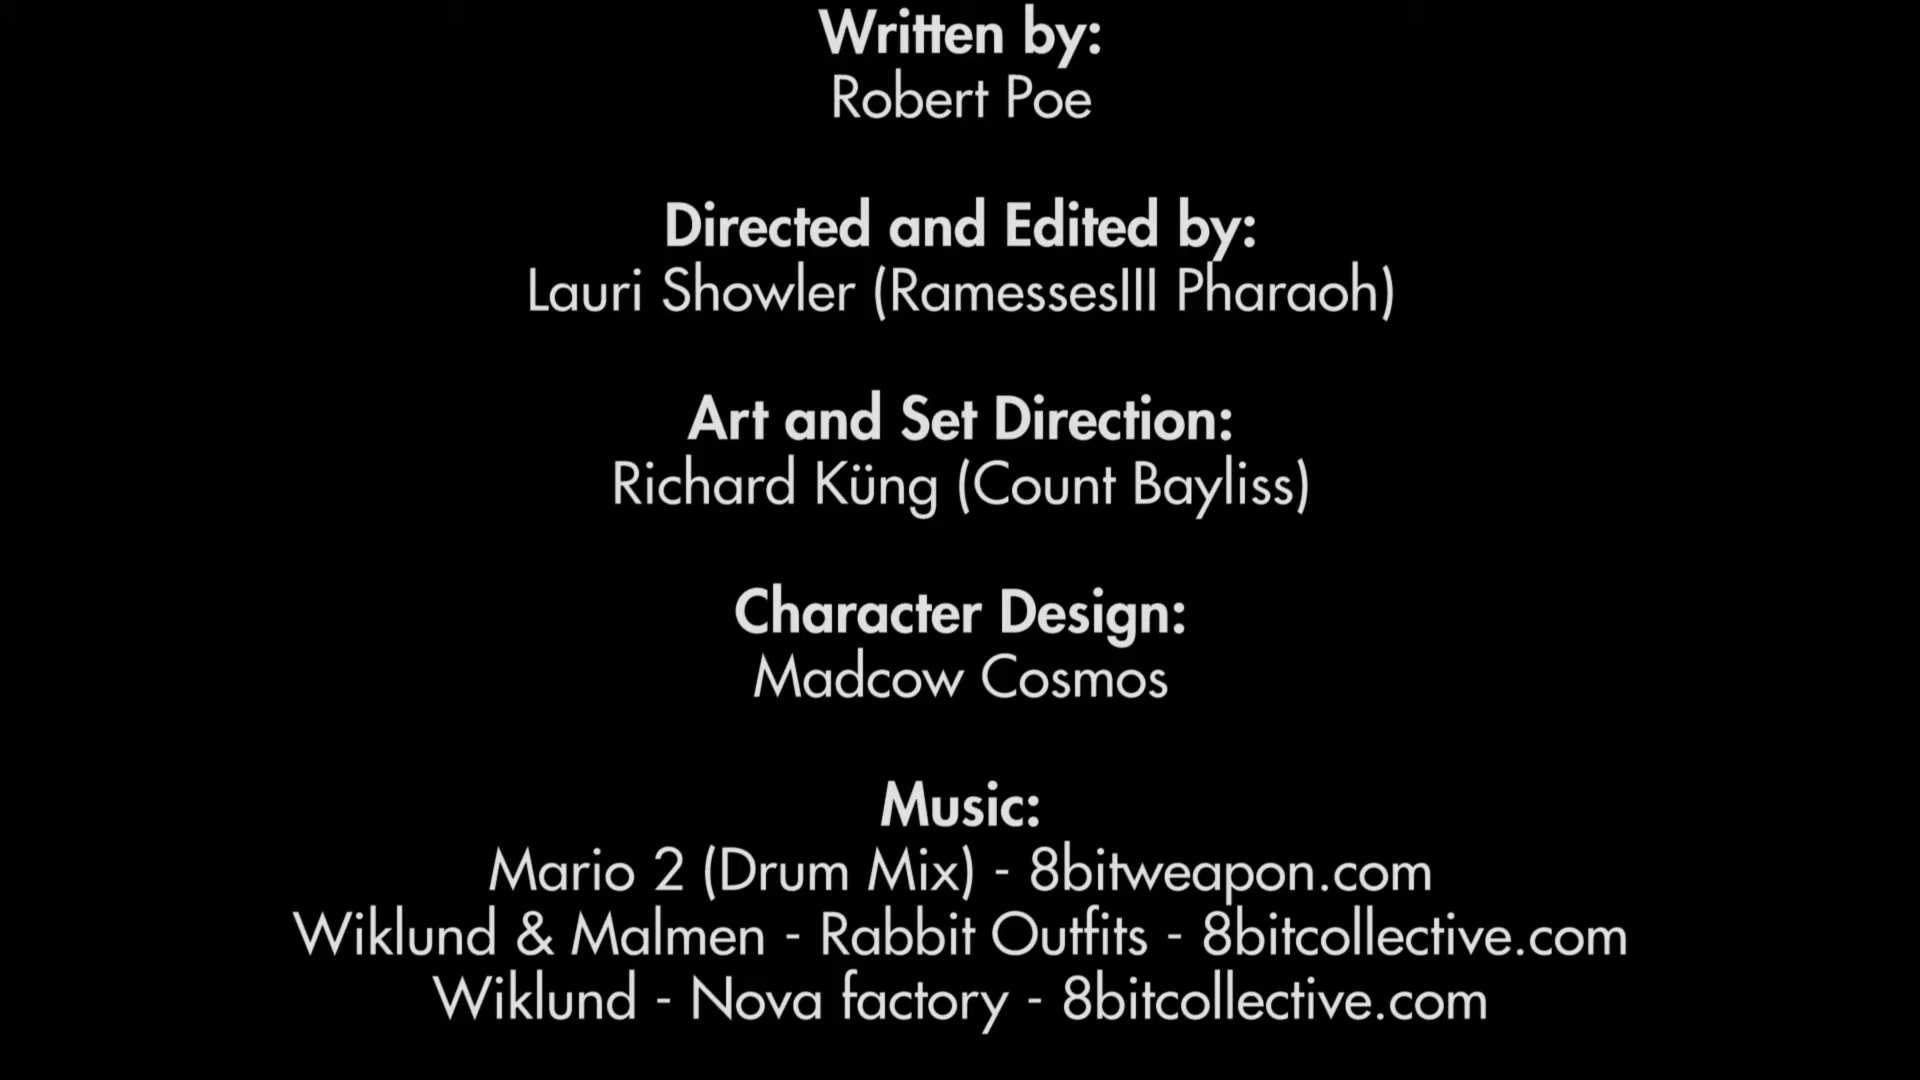 Written by:
Robert Poe
Directed and Edited by:
Lauri Showler (RamessesIII Pharaoh)
Art and Set Direction:
Richard Küng (Count Bayliss)
Character Design:
Madcow Cosmos
Music:
Mario 2 (Drum Mix) - 8bitweapon.com
Wiklund & Malmen - Rabbit Outfits - 8bitcollective.com
Wiklund - Nova factory - 8bitcollective.com